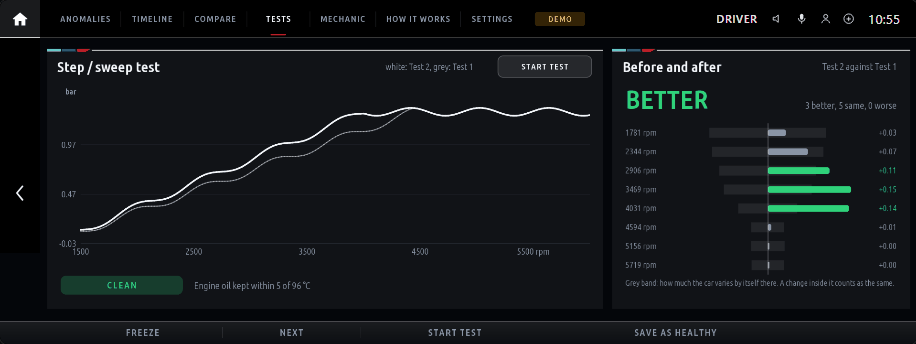 ANOMALIES
TIMELINE
COMPARE
TESTS
MECHANIC
HOW IT WORKS
SETTINGS
DEMO
DRIVER
10:55
Step / sweep test
white: Test 2, grey: Test 1
START TEST
bar
0.97
0.47
-0.03
1500
2500
3500
4500
5500 rpm
CLEAN
Engine oil kept within 5 of 96 °C
Before and after
Test 2 against Test 1
BETTER
3 better, 5 same, 0 worse
1781 rpm +0.03
2344 rpm +0.07
2906 rpm +0.11
3469 rpm +0.15
4031 rpm +0.14
4594 rpm +0.01
5156 rpm +0.00
5719 rpm +0.00
Grey band: how much the car varies by itself there. A change inside it counts as the same.
FREEZE
NEXT
START TEST
SAVE AS HEALTHY